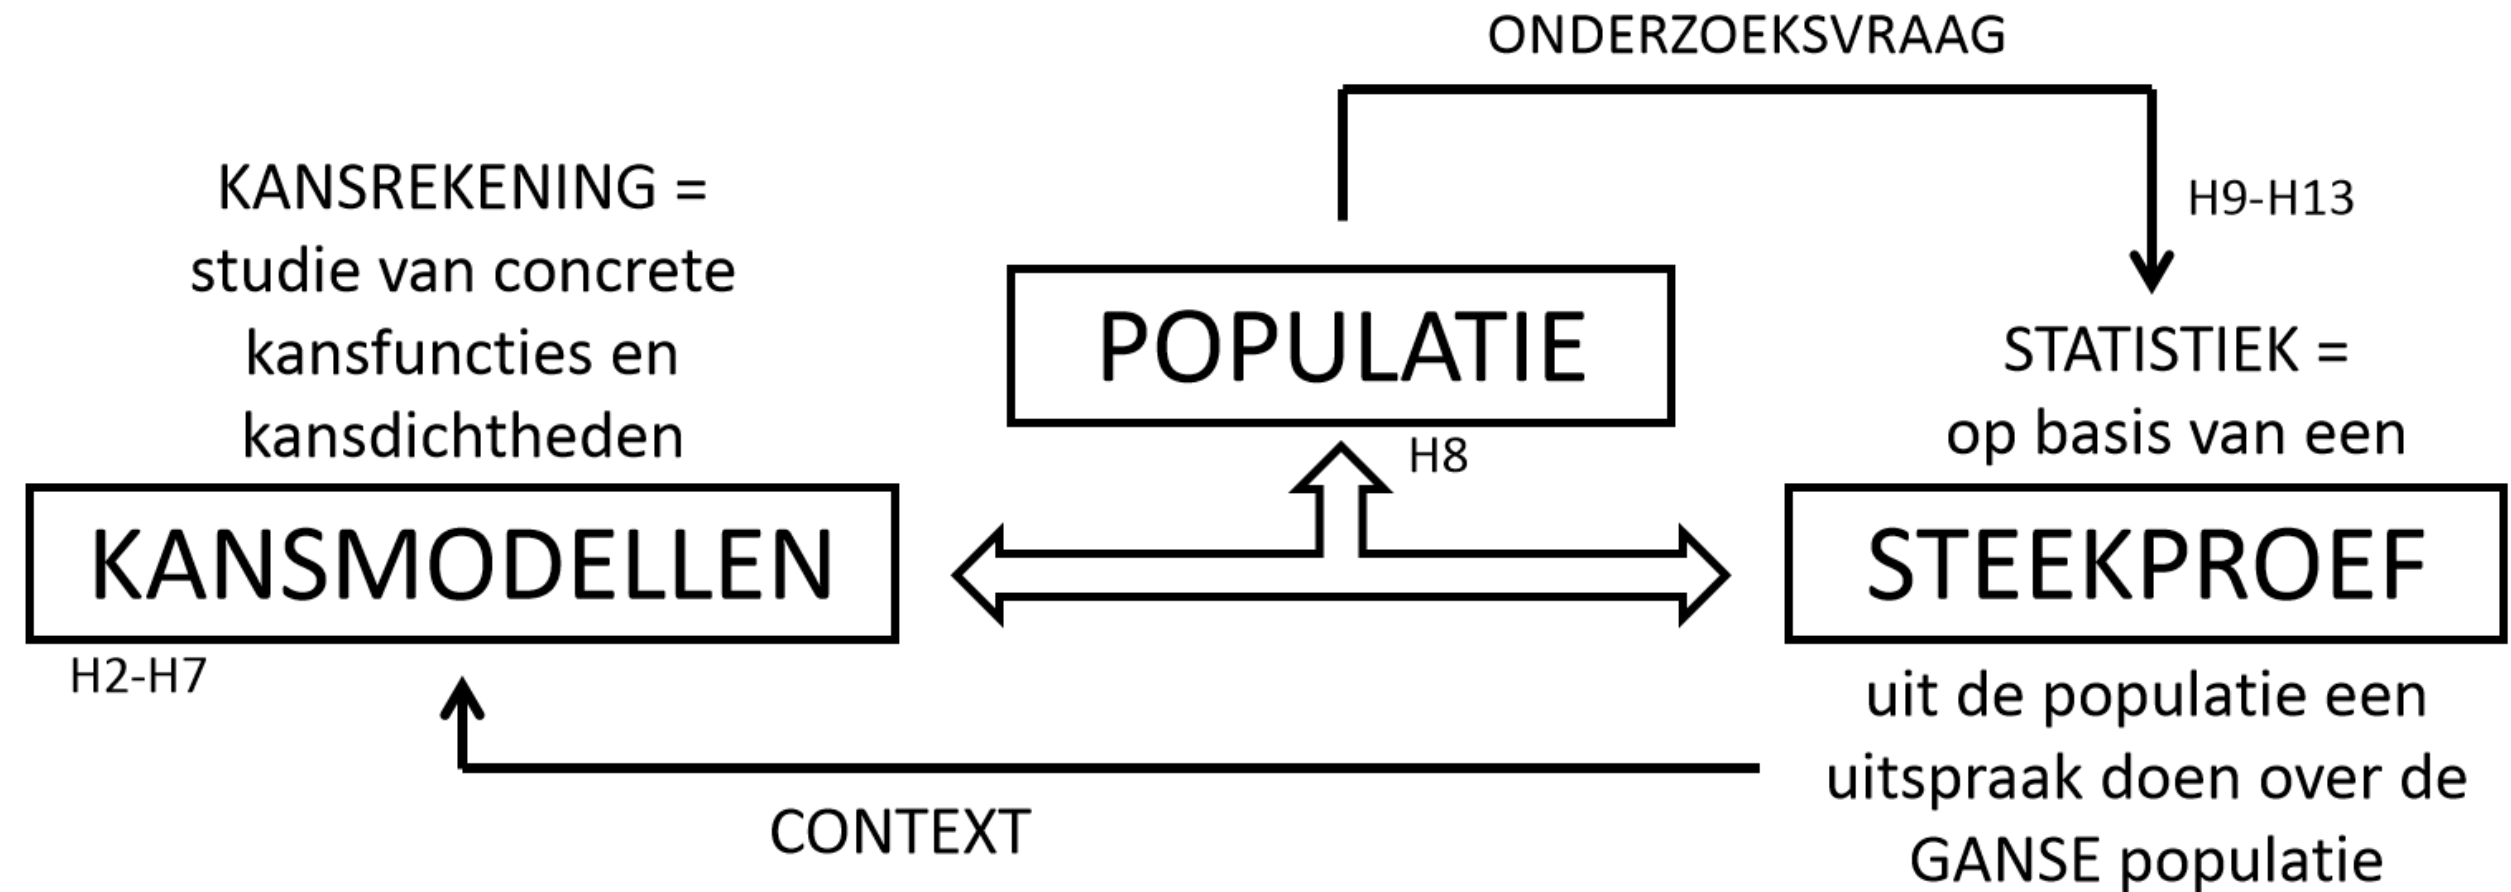 ONDERZOEKSVRAAG
KANSREKENING =
studie van concrete
kansfuncties en
kansdichtheden
KANSMODELLEN
H2-H7
POPULATIE
H8
H9-H13
STATISTIEK =
op basis van een
STEEKPROEF
uit de populatie een
uitspraak doen over de
GANSE populatie
CONTEXT